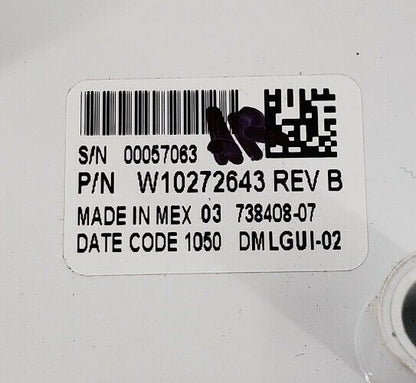 S/N 00057063
P/N W10272643 REV B
MADE IN MEX 03 738408-07
DATE CODE 1050 DMLGUI-02